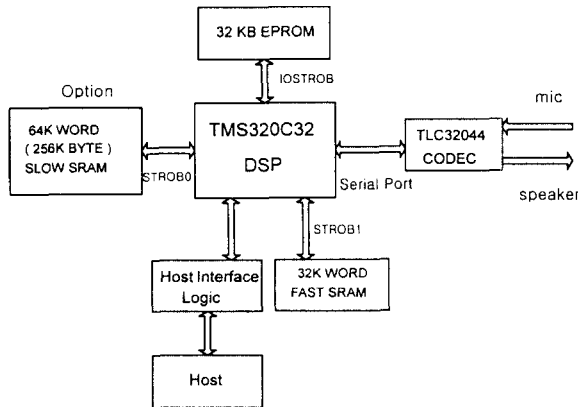 32 KB EPROM
IOSTROB
Option
64K WORD
( 256K BYTE )
SLOW SRAM
STROB0
TMS320C32
DSP
TLC32044
CODEC
mic
speaker
Serial Port
STROB1
Host Interface
Logic
32K WORD
FAST SRAM
Host